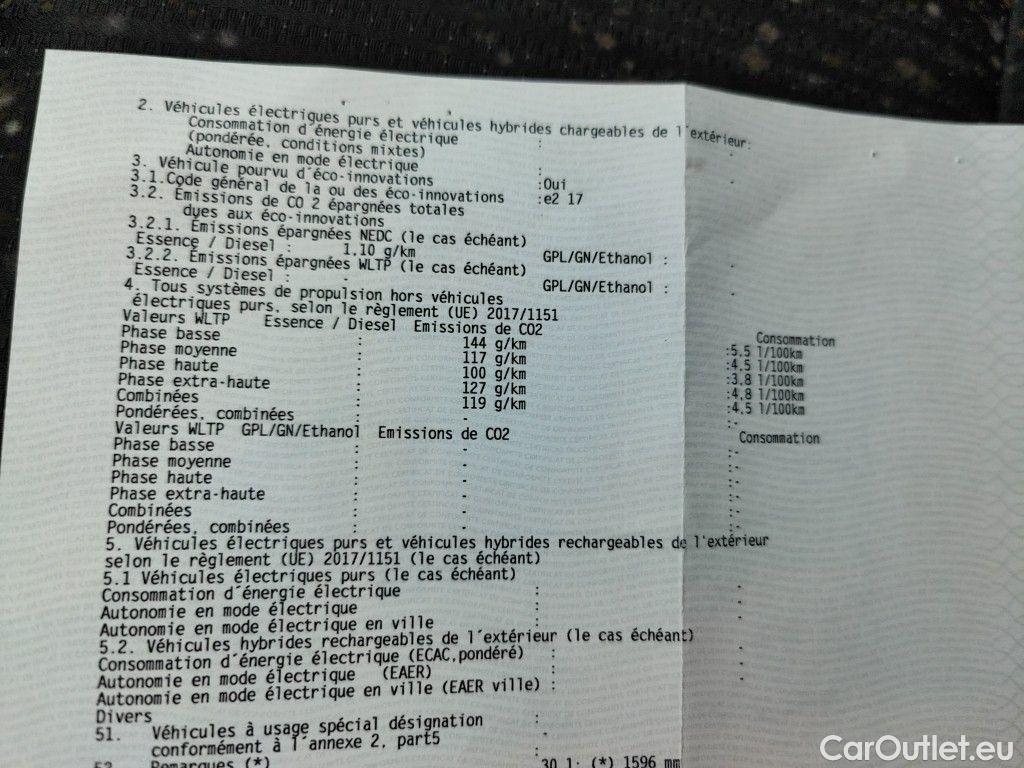 2. Véhicules électriques purs et véhicules hybrides chargeables de l'extérieur:
Consommation d'énergie électrique :
(pondérée, conditions mixtes) -
Autonomie en mode électrique :
3. Véhicule pourvu d'éco-innovations :Oui
3.1.Code général de la ou des éco-innovations :e2 17
3.2. Emissions de CO 2 épargnées totales
dues aux éco-innovations
3.2.1. Émissions épargnées NEDC (le cas échéant)
Essence / Diesel : 1.10 g/km GPL/GN/Ethanol : -
3.2.2. Émissions épargnées WLTP (le cas échéant)
Essence / Diesel : - GPL/GN/Ethanol : -
4. Tous systèmes de propulsion hors véhicules
électriques purs, selon le règlement (UE) 2017/1151
Valeurs WLTP Essence / Diesel Emissions de CO2 Consommation
Phase basse : 144 g/km :5,5 l/100km
Phase moyenne : 117 g/km :4,5 l/100km
Phase haute : 100 g/km :3,8 l/100km
Phase extra-haute : 127 g/km :4,8 l/100km
Combinées : 119 g/km :4,5 l/100km
Pondérées, combinées : - :-
Valeurs WLTP GPL/GN/Ethanol Emissions de CO2 Consommation
Phase basse : - :-
Phase moyenne : - :-
Phase haute : - :-
Phase extra-haute : - :-
Combinées : - :-
Pondérées, combinées : - :-
5. Véhicules électriques purs et véhicules hybrides rechargeables de l'extérieur
selon le règlement (UE) 2017/1151 (le cas échéant)
5.1 Véhicules électriques purs (le cas échéant)
Consommation d'énergie électrique : -
Autonomie en mode électrique : -
Autonomie en mode électrique en ville : -
5.2. Véhicules hybrides rechargeables de l'extérieur (le cas échéant)
Consommation d'énergie électrique (ECAC,pondéré) : -
Autonomie en mode électrique (EAER) : -
Autonomie en mode électrique en ville (EAER ville) : -
Divers
51. Véhicules à usage spécial désignation :
conformément à l'annexe 2, part5
52. Remarques (*) :30.1: (*) 1596 mm
CarOutlet.eu